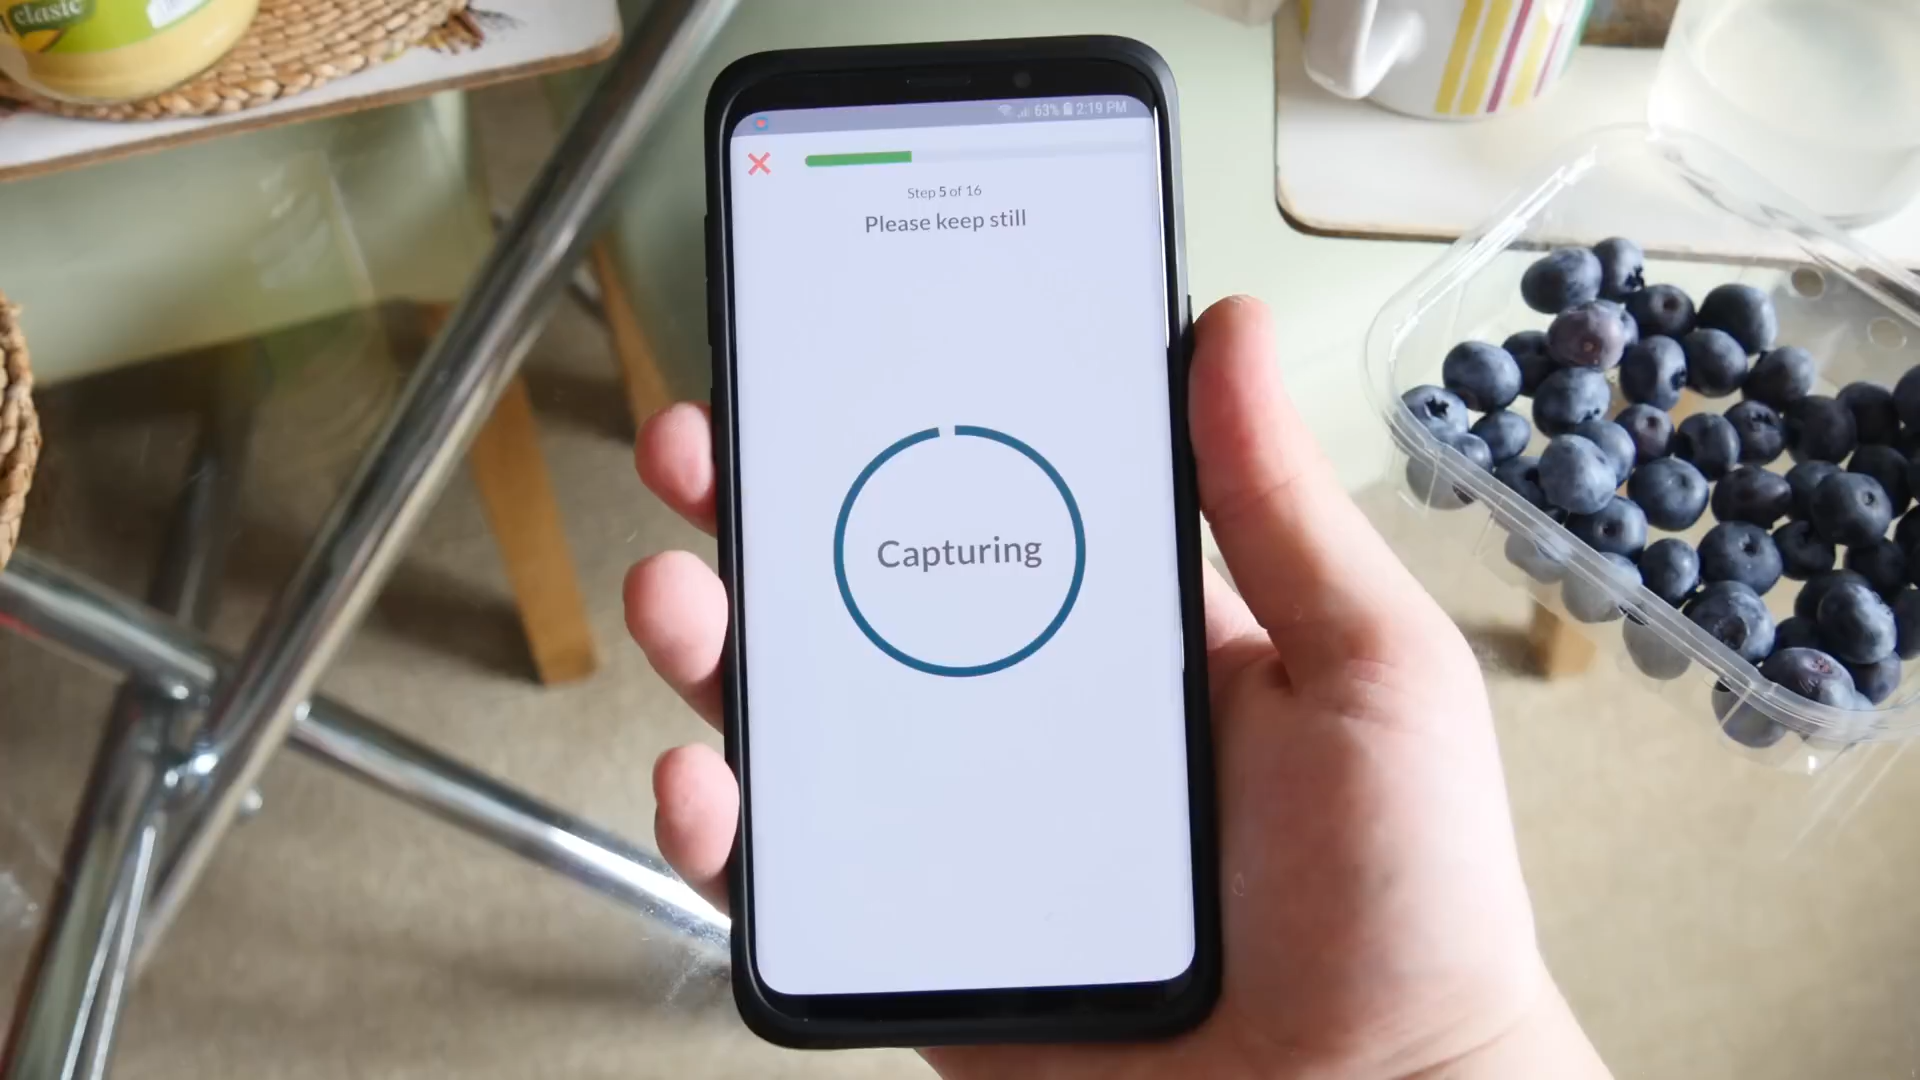 clasic
63% 2:19 PM
Step 5 of 16
Please keep still
Capturing